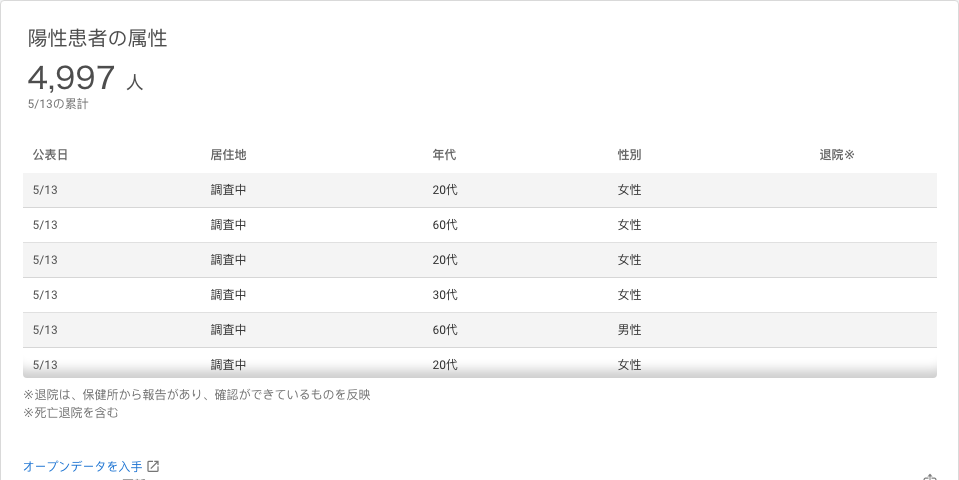 陽性患者の属性
4,997 人
5/13の累計
公表日 居住地 年代 性別 退院※
5/13 調査中 20代 女性
5/13 調査中 60代 女性
5/13 調査中 20代 女性
5/13 調査中 30代 女性
5/13 調査中 60代 男性
5/13 調査中 20代 女性
※退院は、保健所から報告があり、確認ができているものを反映
※死亡退院を含む
オープンデータを入手